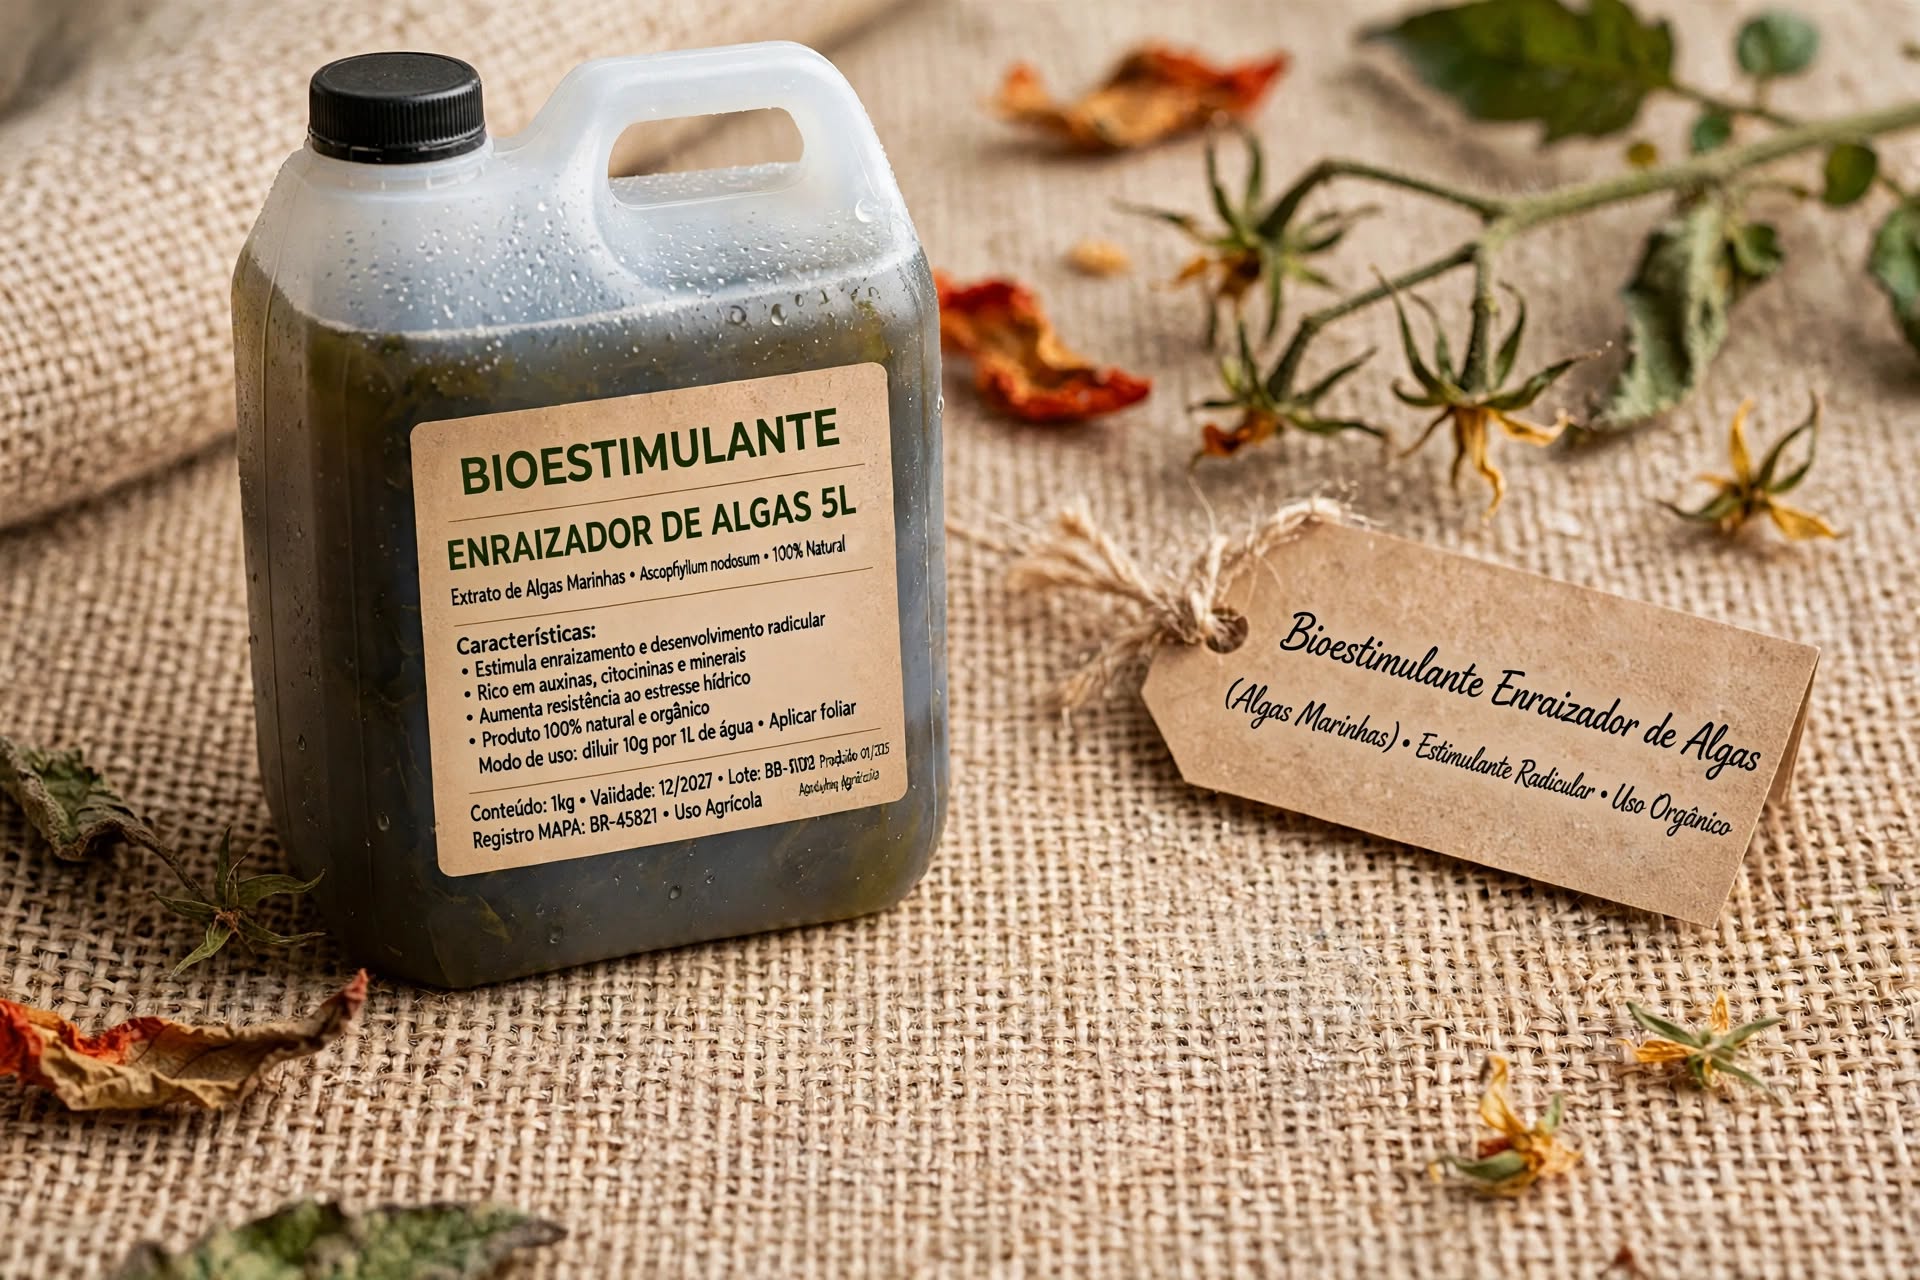 BIOESTIMULANTE
ENRAIZADOR DE ALGAS 5L
Extrato de Algas Marinhas • Ascophyllum nodosum • 100% Natural
Características:
• Estimula enraizamento e desenvolvimento radicular
• Rico em auxinas, citocininas e minerais
• Aumenta resistência ao estresse hídrico
• Produto 100% natural e orgânico
Modo de uso: diluir 10g por 1L de água • Aplicar foliar
Conteúdo: 1kg • Vaiidade: 12/2027 • Lote:
Registro MAPA: BR-45821 • Uso Agrícola
Bioestimulante Enraizador de Algas
(Algas Marinhas) • Estimulante Radicular • Uso Orgânico